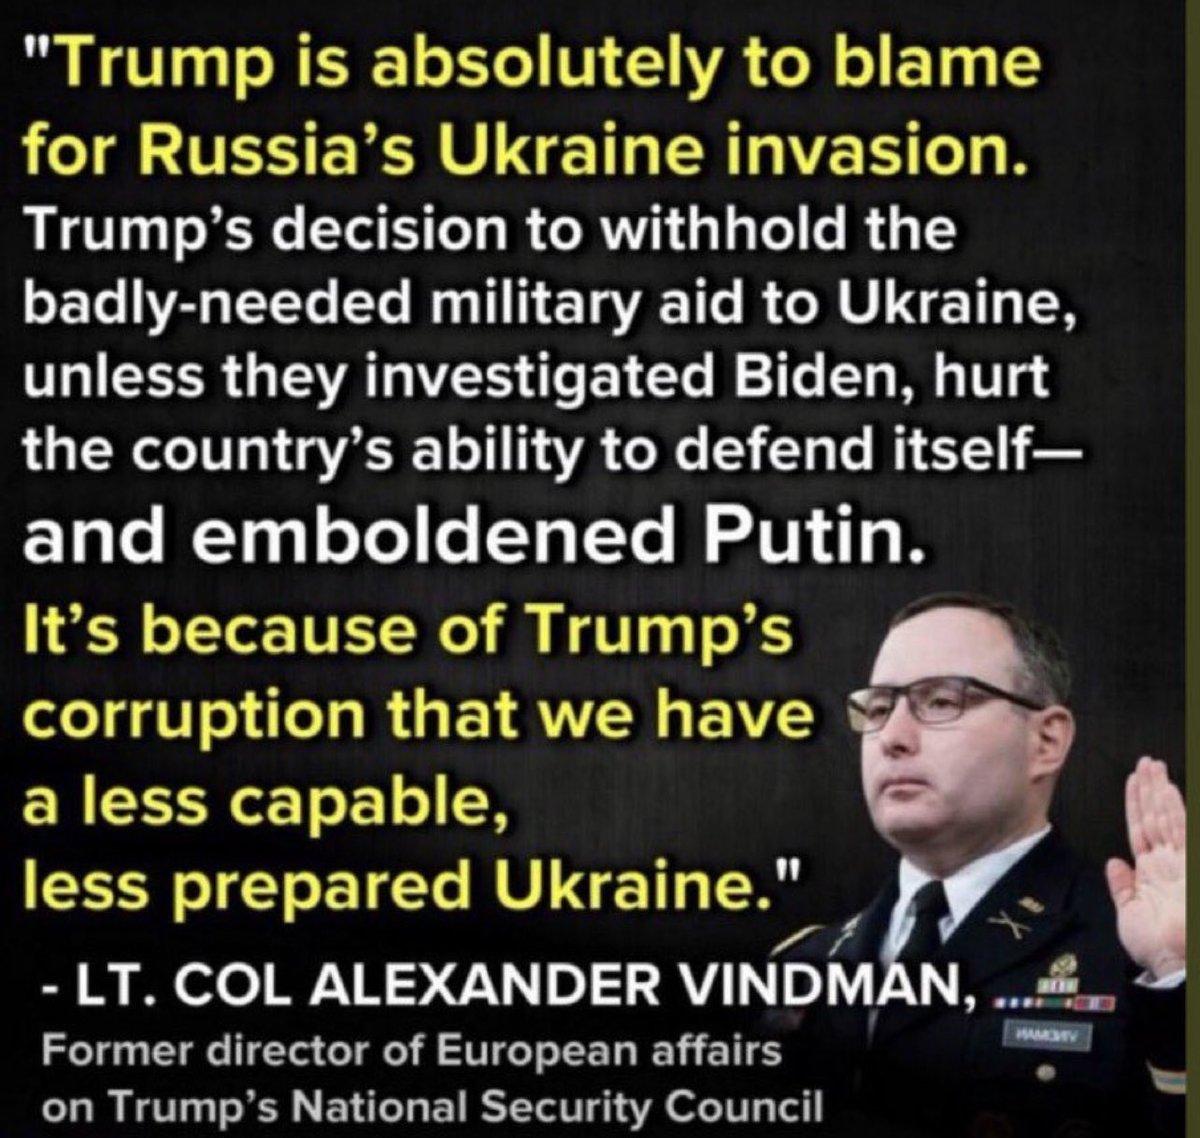 "Trump is absolutely to blame
for Russia's Ukraine invasion.
Trump's decision to withhold the
badly-needed military aid to Ukraine,
unless they investigated Biden, hurt
the country's ability to defend itself—
and emboldened Putin.
It's because of Trump's
corruption that we have
a less capable,
less prepared Ukraine."
- LT. COL ALEXANDER VINDMAN,
Former director of European affairs
on Trump's National Security Council